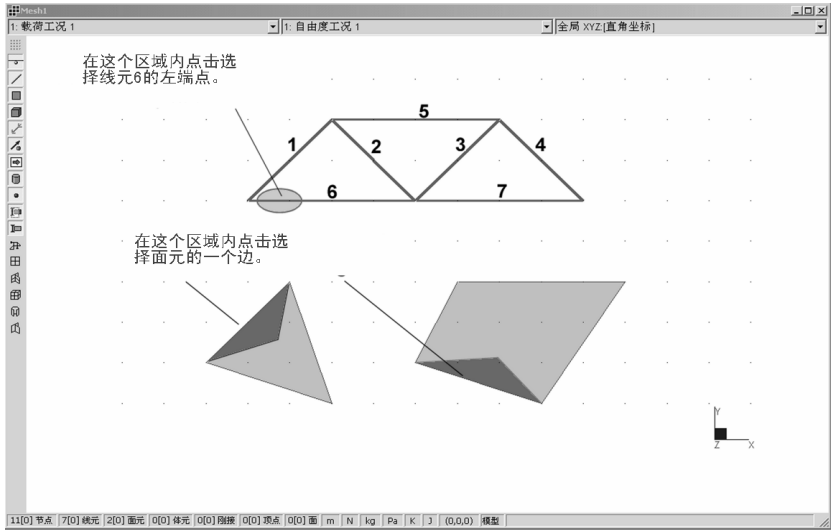 Mesh1
1: 载荷工况 1
1: 自由度工况 1
全局 XYZ:[直角坐标]
在这个区域内点击选
择线元6的左端点。
5
1
2
3
4
6
7
在这个区域内点击选
择面元的一个边。
Y
Z X
11[0] 节点 7[0] 线元 2[0] 面元 0[0] 体元 0[0] 刚接 0[0] 顶点 0[0] 面 m N kg Pa K J (0,0,0) 模型